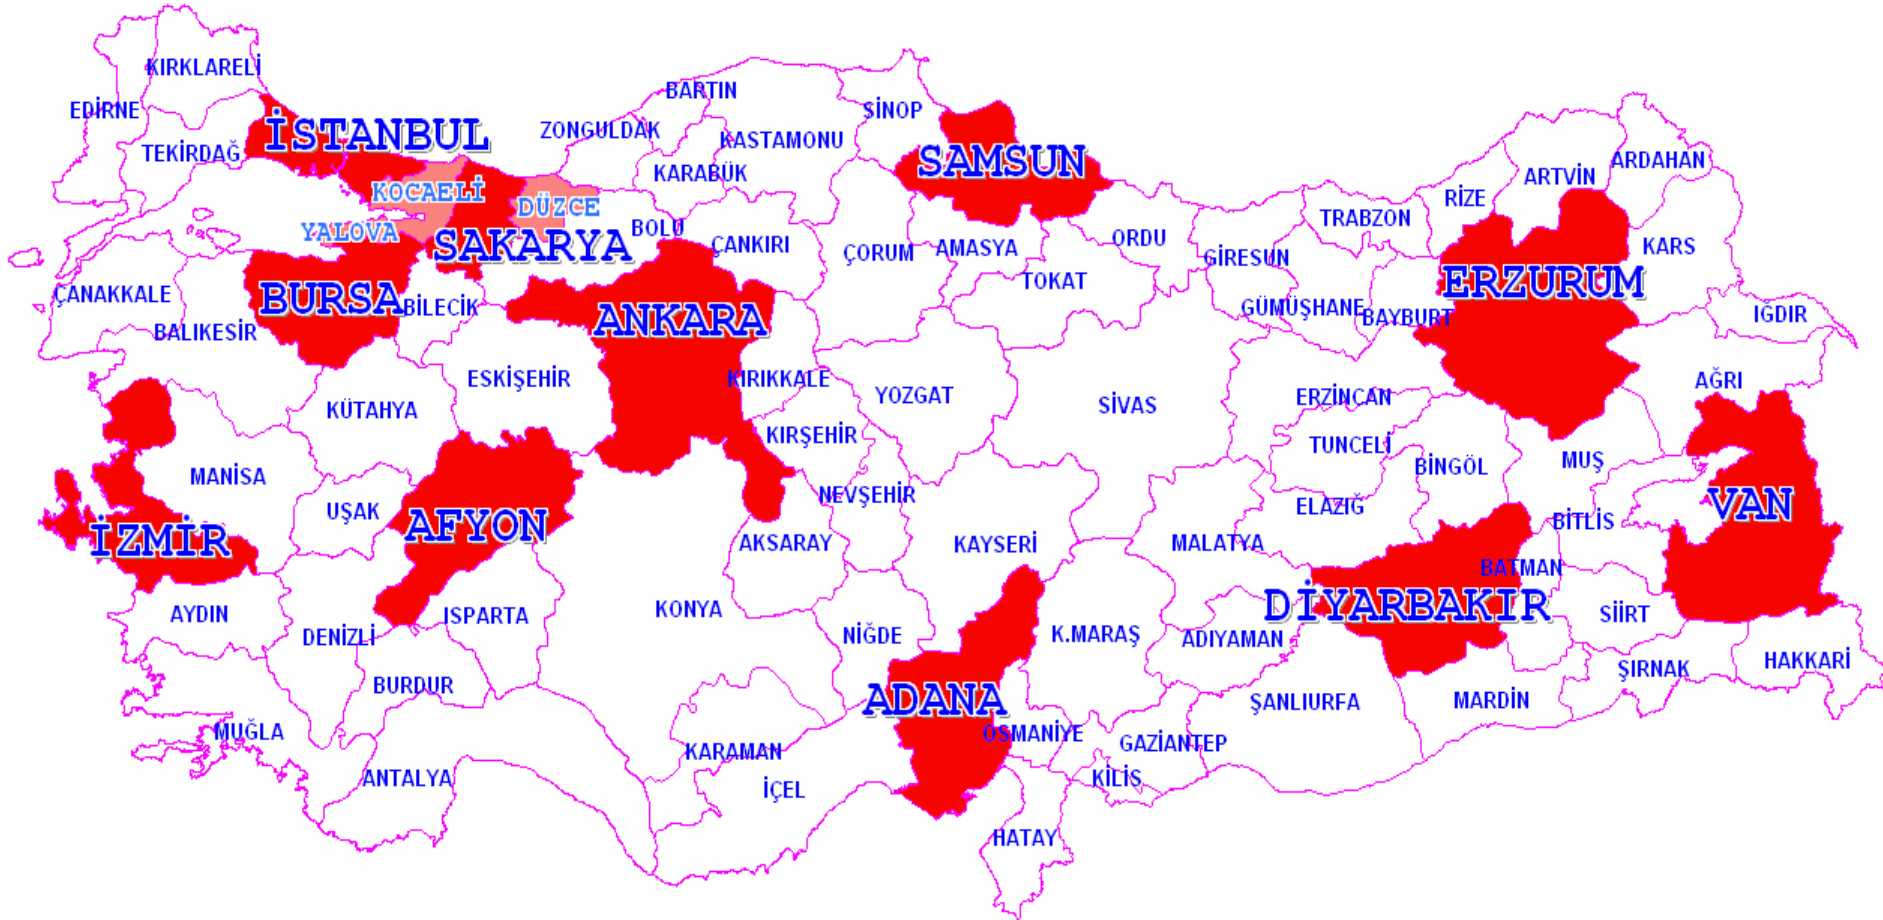 KIRKLARELİ
BARTIN
EDİRNE
SİNOP
İSTANBUL
ZONGULDAK
KASTAMONU
TEKİRDAĞ
SAMSUN
ARDAHAN
KARABÜK
ARTVİN
KOCAELİ
RİZE
DÜZCE
TRABZON
YALOVA
BOLU
ORDU
SAKARYA
ÇANKIRI
ÇORUM
AMASYA
KARS
GİRESUN
TOKAT
ERZURUM
ÇANAKKALE
BURSA
BİLECİK
GÜMÜŞHANE
IĞDIR
BAYBURT
ANKARA
BALIKESİR
ESKİŞEHİR
KIRIKKALE
AĞRI
YOZGAT
ERZİNCAN
SİVAS
KÜTAHYA
KIRŞEHİR
TUNCELİ
MUŞ
BİNGÖL
MANİSA
NEVŞEHİR
VAN
ELAZIĞ
UŞAK
BİTLİS
AFYON
İZMİR
AKSARAY
KAYSERİ
MALATYA
BATMAN
DİYARBAKIR
KONYA
AYDIN
SİİRT
ISPARTA
DENİZLİ
NİĞDE
K.MARAŞ
ADIYAMAN
HAKKARİ
ŞIRNAK
BURDUR
ADANA
ŞANLIURFA
MARDİN
MUĞLA
OSMANİYE
GAZİANTEP
KARAMAN
ANTALYA
KİLİS
İÇEL
HATAY